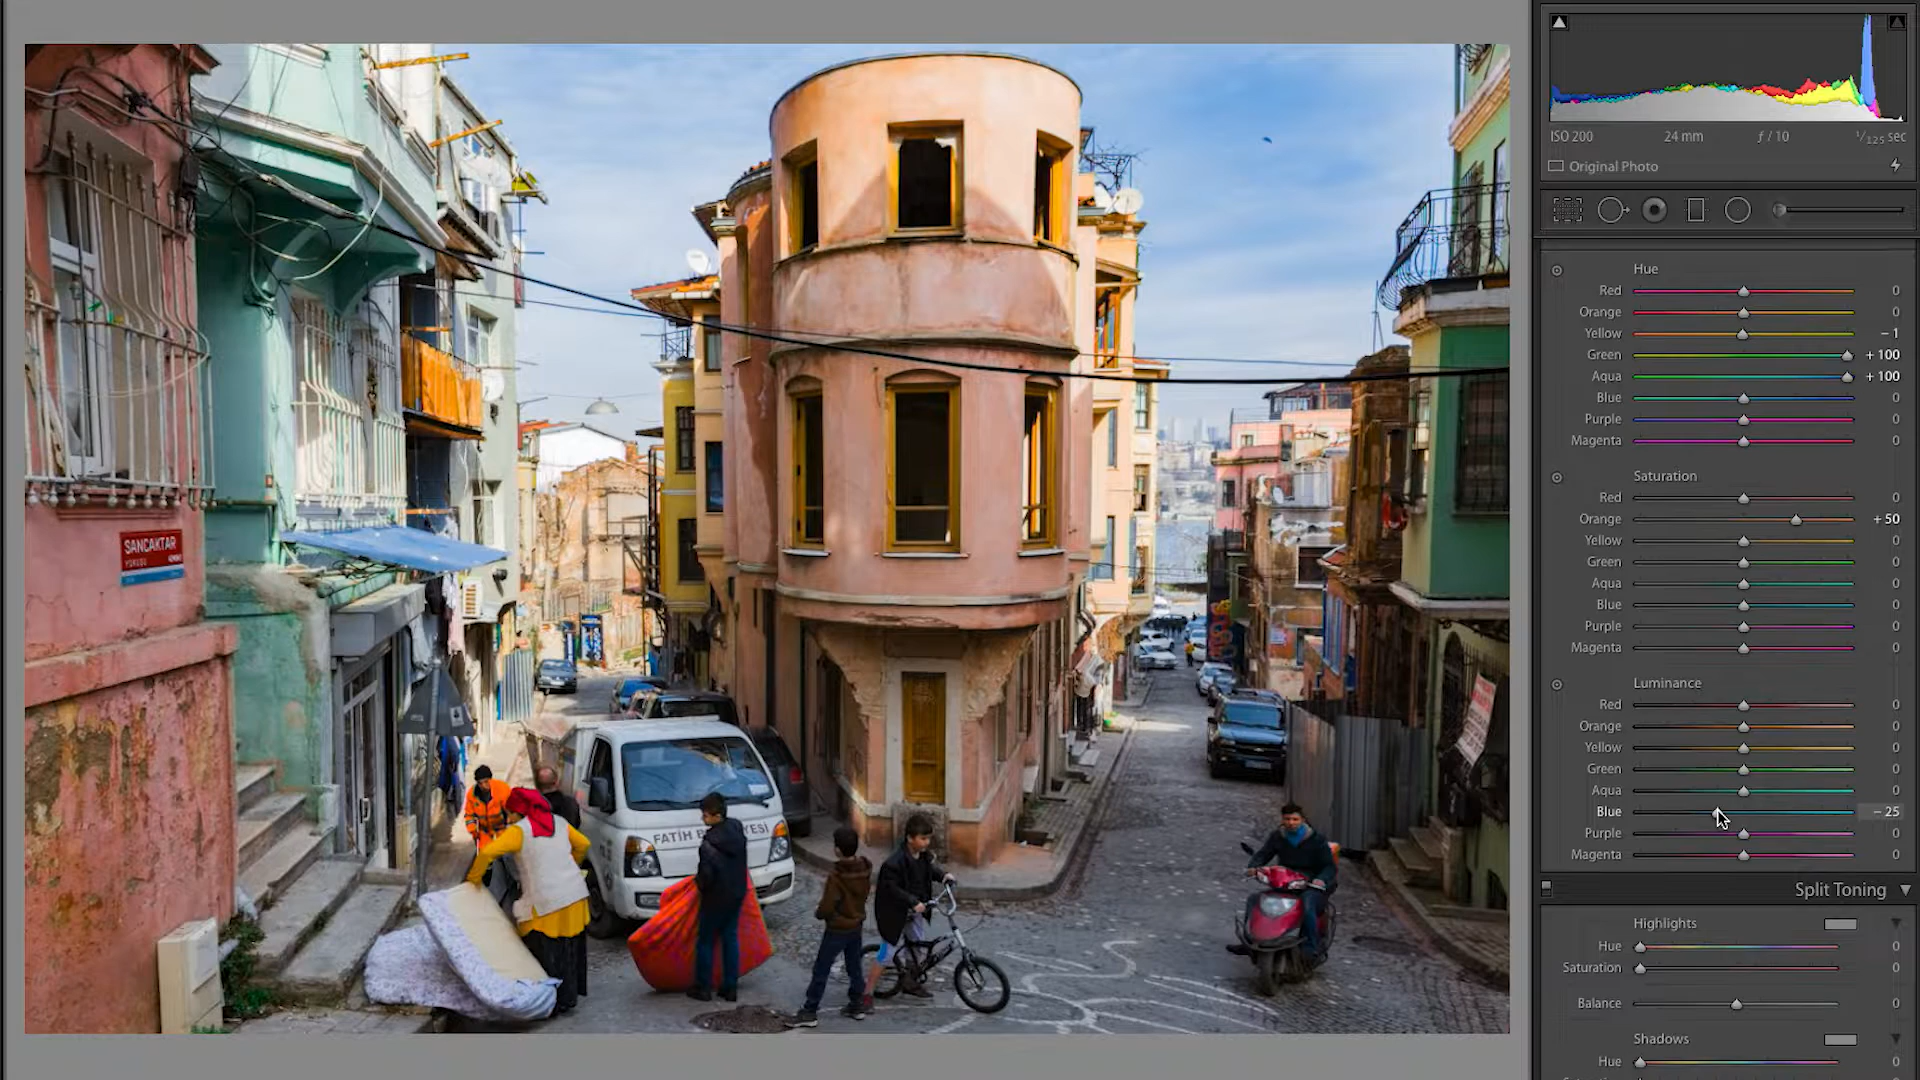 ISO 200 24 mm ƒ / 10 1/125 sec
Original Photo
Hue
Red 0
Orange 0
Yellow – 1
Green + 100
Aqua + 100
Blue 0
Purple 0
Magenta 0
Saturation
Red 0
Orange + 50
Yellow 0
Green 0
Aqua 0
Blue 0
Purple 0
Magenta 0
Luminance
Red 0
Orange 0
Yellow 0
Green 0
Aqua 0
Blue – 25
Purple 0
Magenta 0
Split Toning
Highlights
Hue 0
Saturation 0
Balance 0
Shadows
Hue 0
SANCAKTAR
YOKUŞU
FATİH B
YESİ